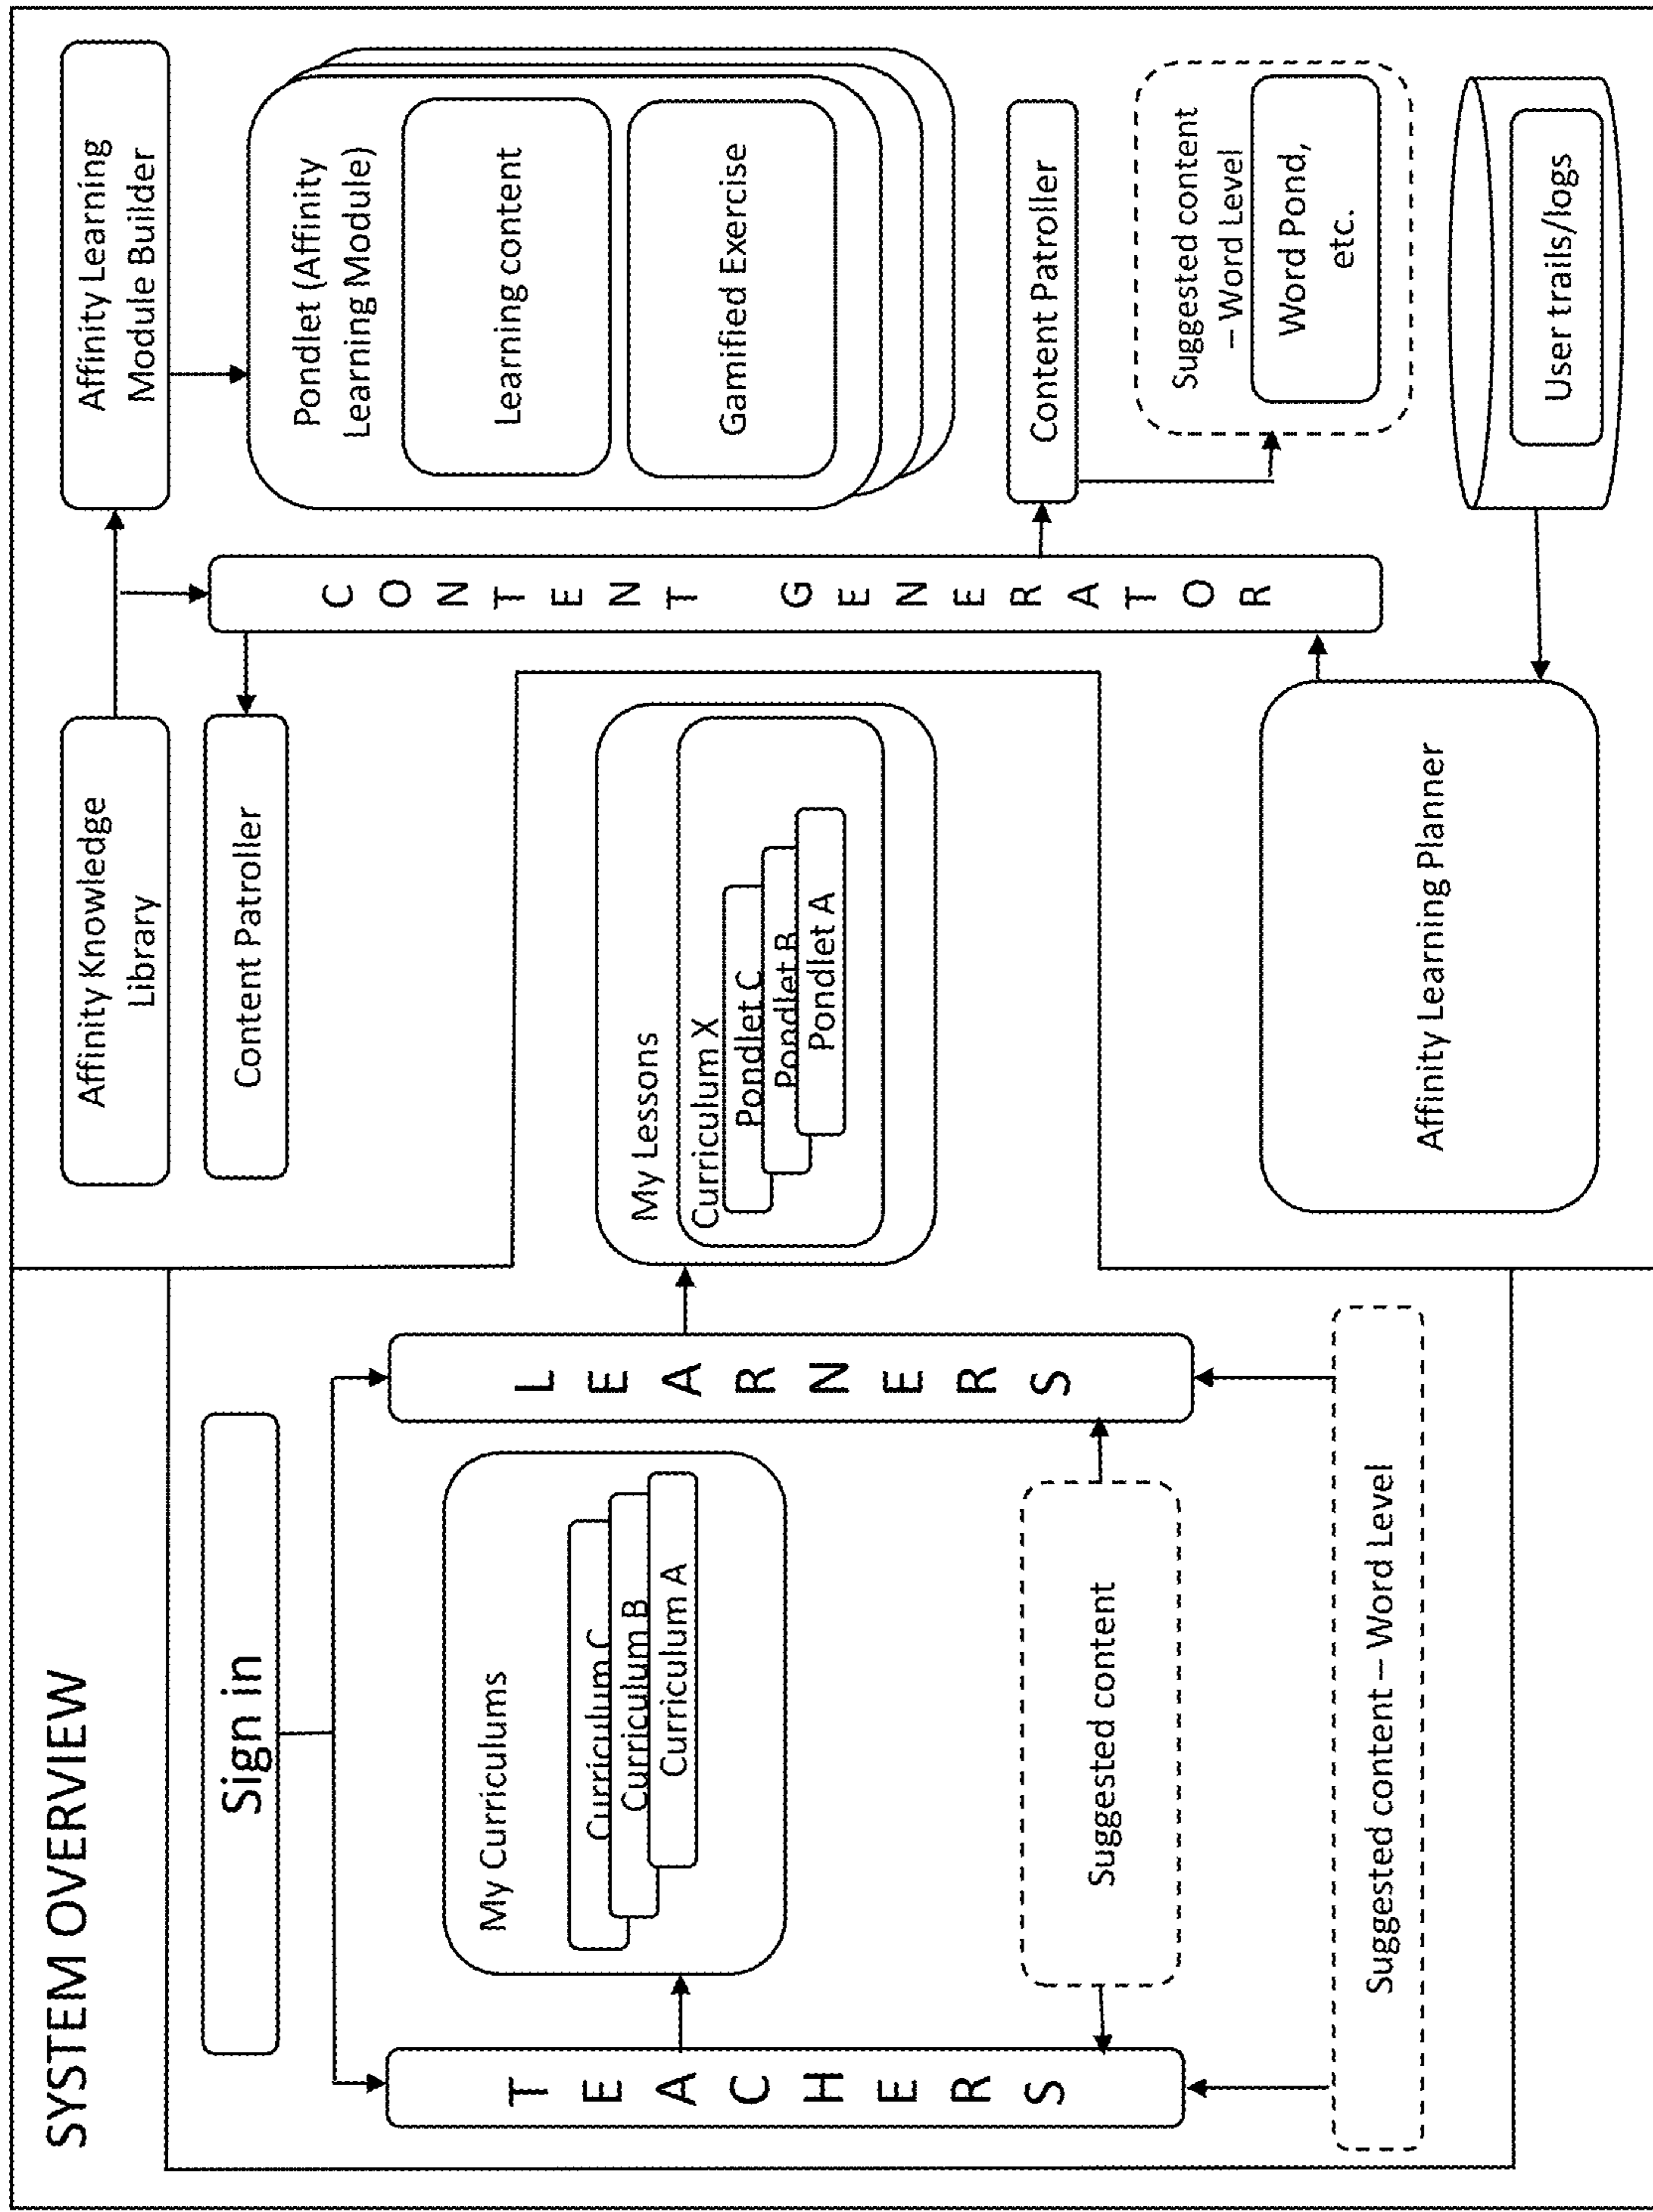 SYSTEM OVERVIEW
Sign in
TEACHERS
My Curriculums
Curriculum C
Curriculum B
Curriculum A
Suggested content
Suggested content – Word Level
LEARNERS
My Lessons
Curriculum X
Pondlet C
Pondlet B
Pondlet A
Affinity Knowledge
Library
Content Patroller
Affinity Learning Planner
CONTENT GENERATOR
Affinity Learning
Module Builder
Pondlet (Affinity
Learning Module)
Learning content
Gamified Exercise
Content Patroller
Suggested content
– Word Level
Word Pond,
etc.
User trails/logs